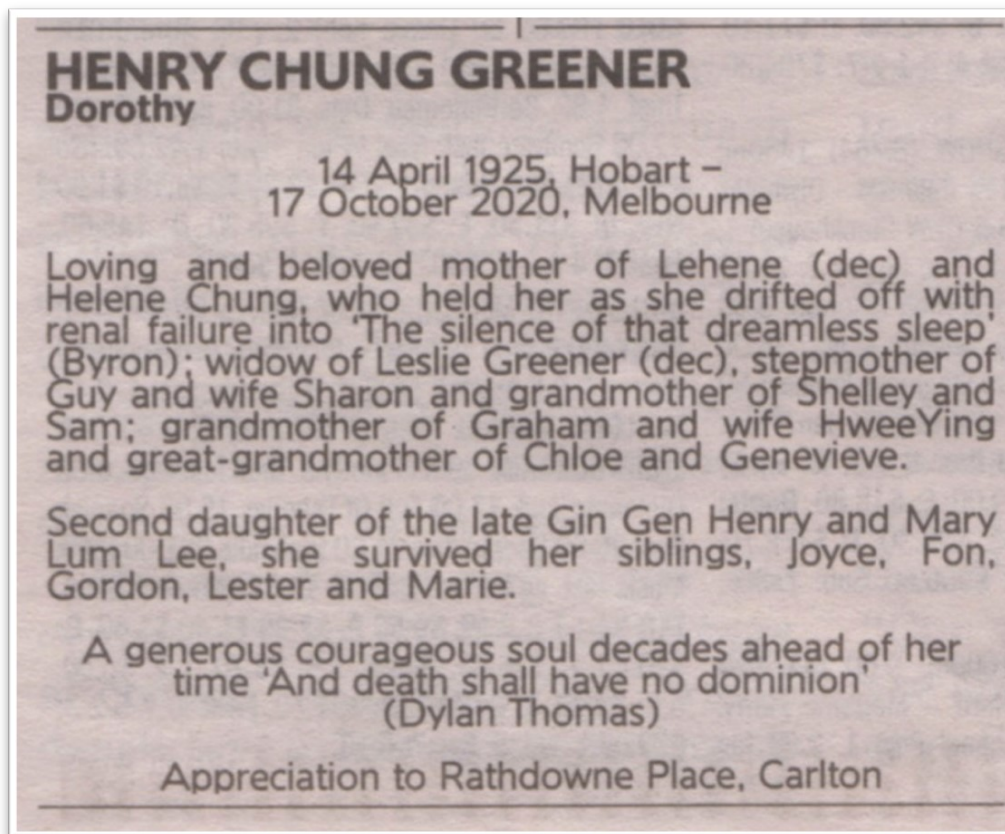 HENRY CHUNG GREENER
Dorothy
14 April 1925, Hobart –
17 October 2020, Melbourne
Loving and beloved mother of Lehene (dec) and
Helene Chung, who held her as she drifted off with
renal failure into ‘The silence of that dreamless sleep’
(Byron); widow of Leslie Greener (dec), stepmother of
Guy and wife Sharon and grandmother of Shelley and
Sam; grandmother of Graham and wife HweeYing
and great-grandmother of Chloe and Genevieve.
Second daughter of the late Gin Gen Henry and Mary
Lum Lee, she survived her siblings, Joyce, Fon,
Gordon, Lester and Marie.
A generous courageous soul decades ahead of her
time ‘And death shall have no dominion’
(Dylan Thomas)
Appreciation to Rathdowne Place, Carlton